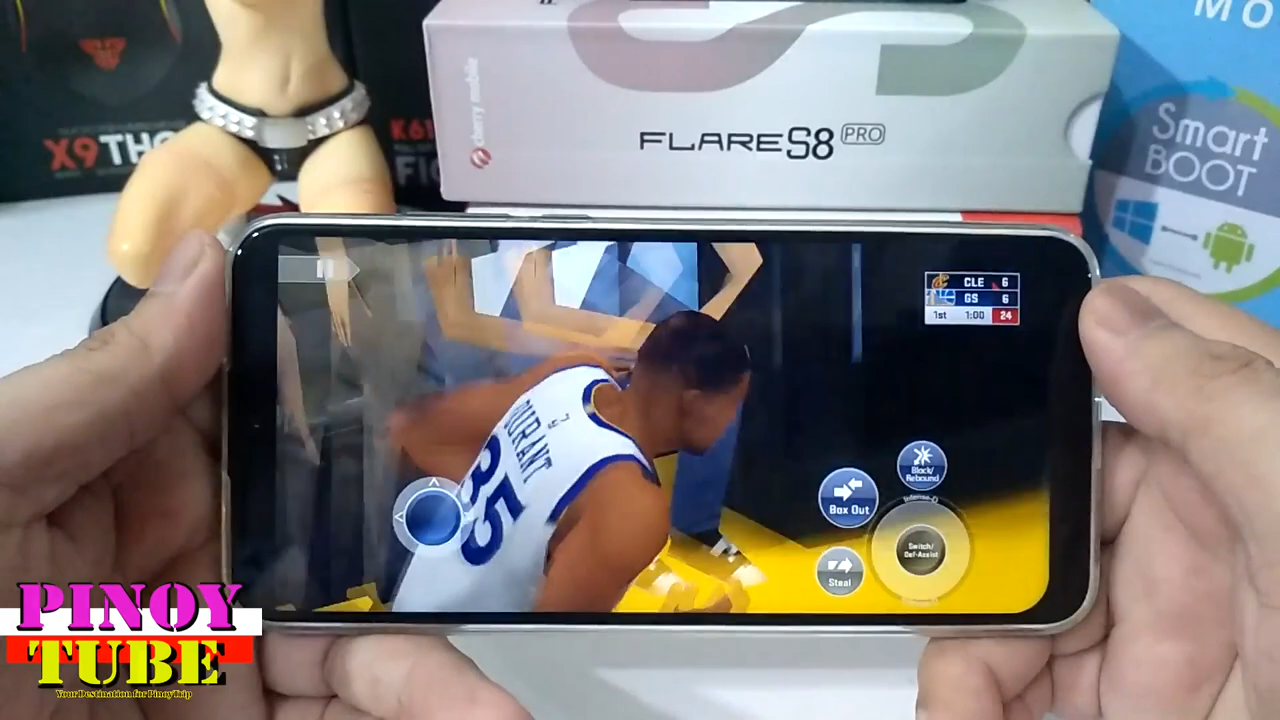 MO
cherry mobile
FLARE S8 PRO
Smart
BOOT
X9 THO
K61
FIG
CLE 6
GS 6
1st 1:00 24
DURANT
35
Block/
Rebound
Box Out
Intense-D
Switch/
Def-Assist
Steal
PINOY
TUBE
Your Destination for PinoyTrip